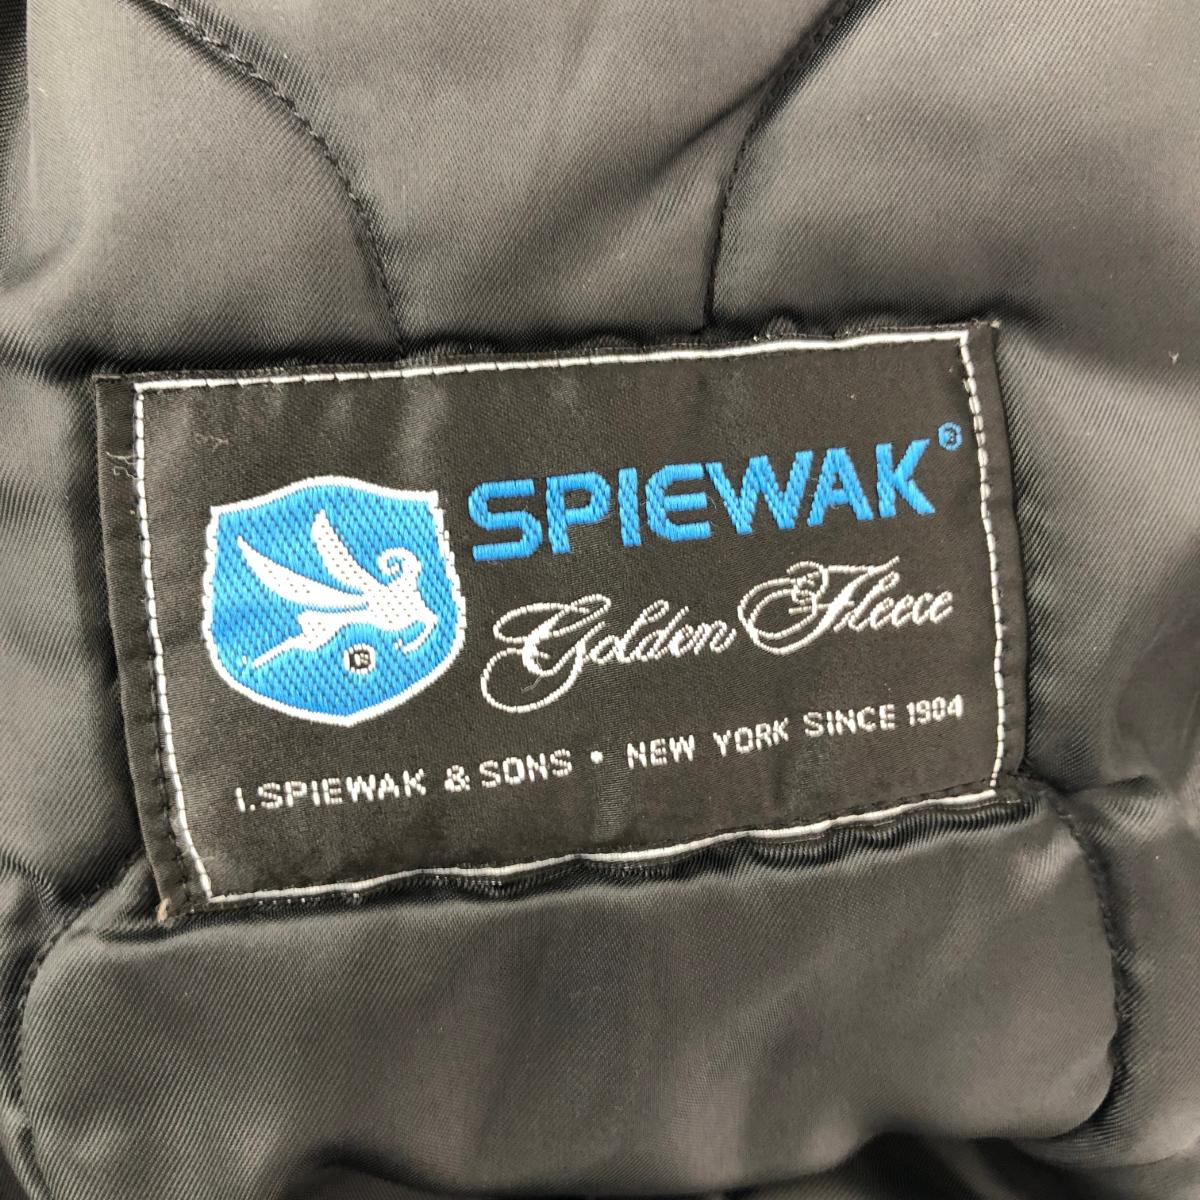 SPIEWAK®
Golden Fleece
I.SPIEWAK & SONS • NEW YORK SINCE 1904